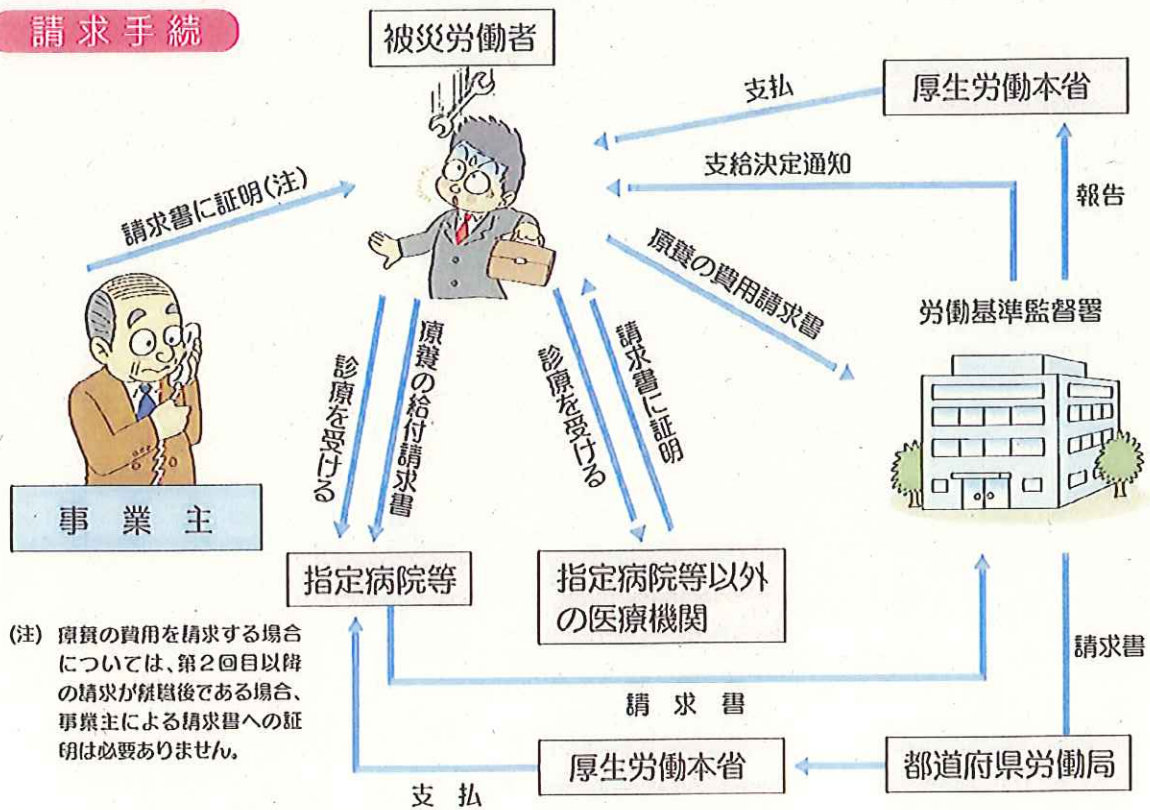 請求手続
被災労働者
厚生労働本省
支払
支給決定通知
報告
請求書に証明(注)
療養の費用請求書
労働基準監督署
診療を受ける
療養の給付請求書
診療を受ける
請求書に証明
事業主
指定病院等
指定病院等以外
の医療機関
請求書
(注) 療養の費用を請求する場合
については、第2回目以降
の請求が離職後である場合、
事業主による請求書への証
明は必要ありません。
請求書
厚生労働本省
都道府県労働局
支払